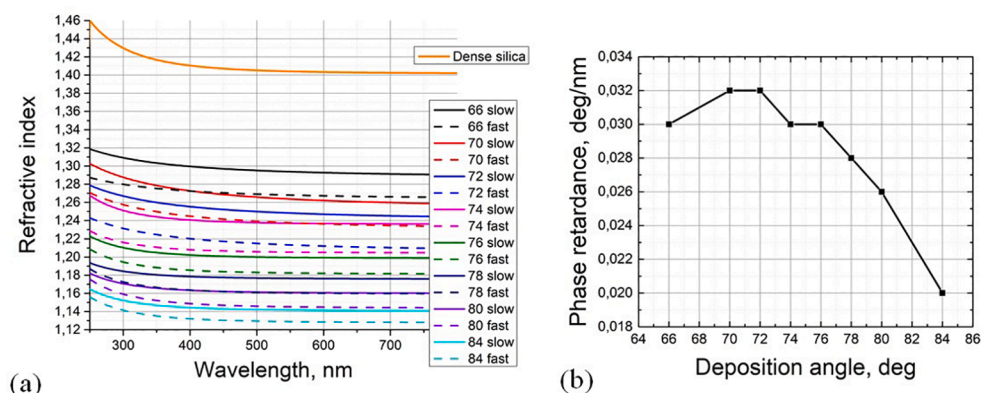 1,46
1,44
1,42
1,40
1,38
1,36
1,34
1,32
1,30
1,28
1,26
1,24
1,22
1,20
1,18
1,16
1,14
1,12
Refractive index
300 400 500 600 700
Wavelength, nm
(a)
Dense silica
66 slow
66 fast
70 slow
70 fast
72 slow
72 fast
74 slow
74 fast
76 slow
76 fast
78 slow
78 fast
80 slow
80 fast
84 slow
84 fast
0,034
0,032
0,030
0,028
0,026
0,024
0,022
0,020
0,018
Phase retardance, deg/nm
64 66 68 70 72 74 76 78 80 82 84 86
Deposition angle, deg
(b)